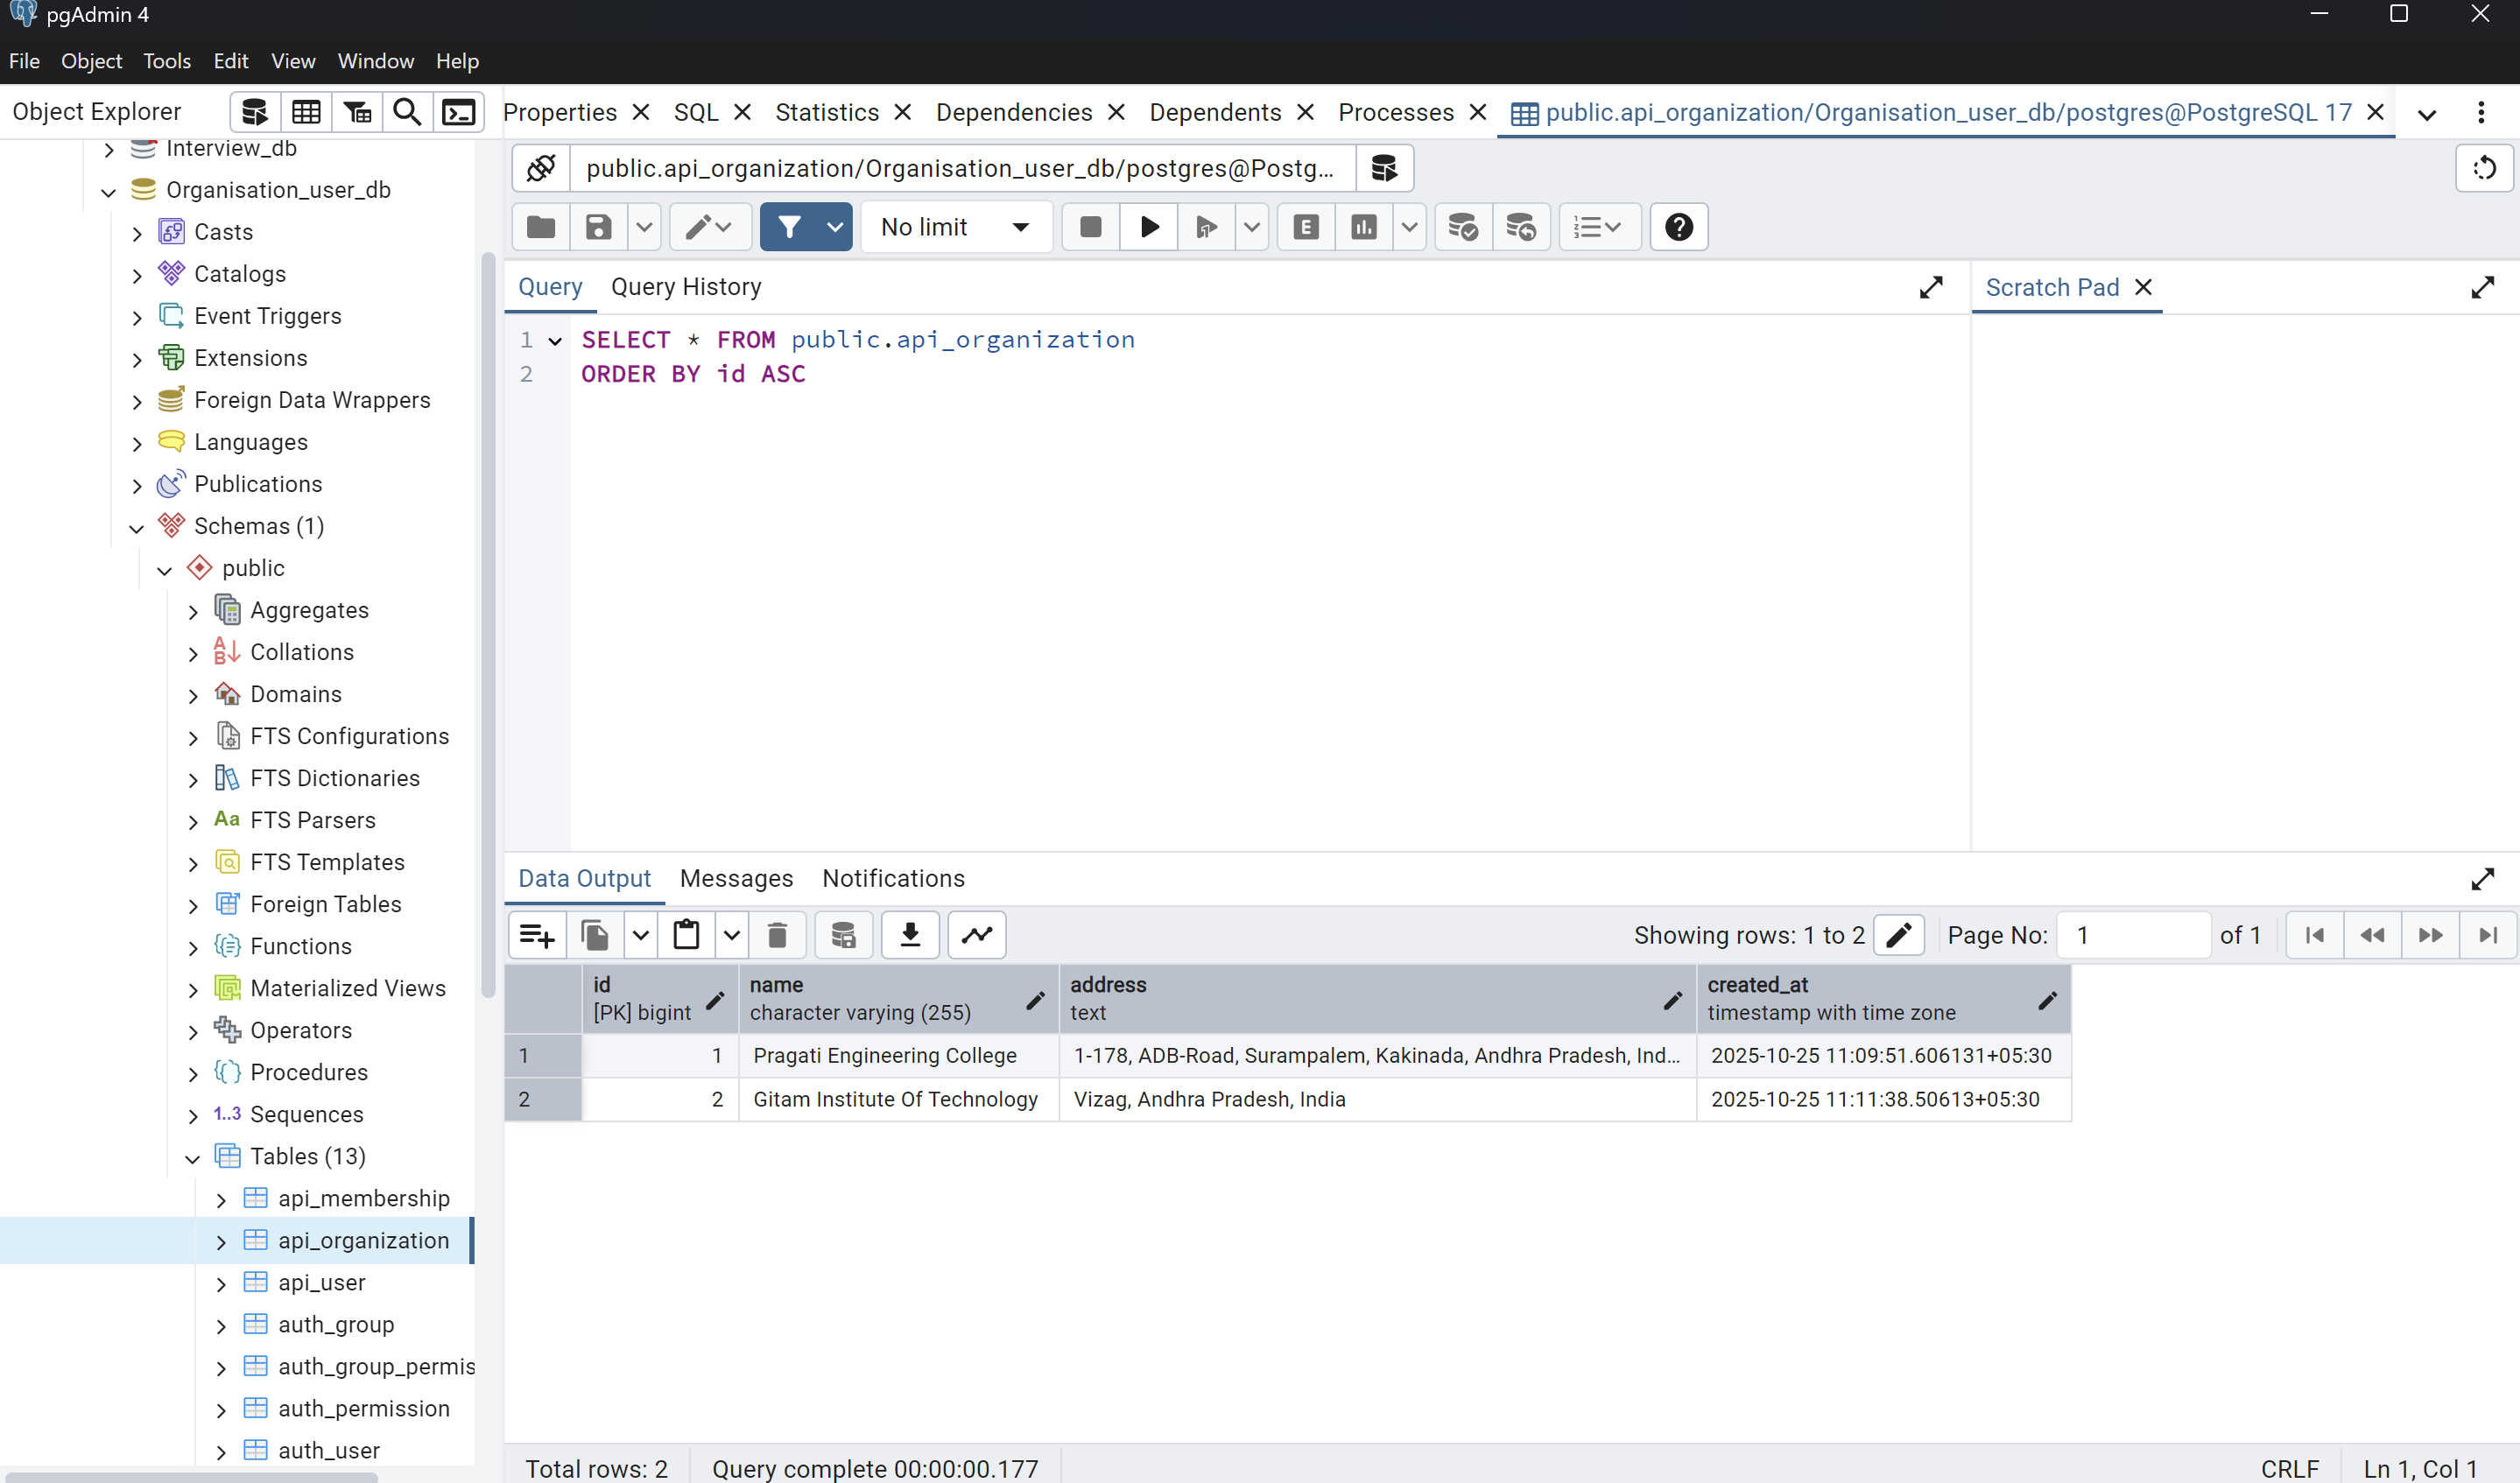 pgAdmin 4
File Object Tools Edit View Window Help
Object Explorer
Interview_db
Organisation_user_db
Casts
Catalogs
Event Triggers
Extensions
Foreign Data Wrappers
Languages
Publications
Schemas (1)
public
Aggregates
Collations
Domains
FTS Configurations
FTS Dictionaries
Aa FTS Parsers
FTS Templates
Foreign Tables
Functions
Materialized Views
Operators
Procedures
1..3 Sequences
Tables (13)
api_membership
api_organization
api_user
auth_group
auth_group_permis
auth_permission
auth_user
Properties SQL Statistics Dependencies Dependents Processes public.api_organization/Organisation_user_db/postgres@PostgreSQL 17
public.api_organization/Organisation_user_db/postgres@Postg...
No limit
E
Query Query History
Scratch Pad
1 SELECT * FROM public.api_organization
2 ORDER BY id ASC
Data Output Messages Notifications
Showing rows: 1 to 2 Page No: 1 of 1
id name address created_at
[PK] bigint character varying (255) text timestamp with time zone
1 1 Pragati Engineering College 1-178, ADB-Road, Surampalem, Kakinada, Andhra Pradesh, Ind... 2025-10-25 11:09:51.606131+05:30
2 2 Gitam Institute Of Technology Vizag, Andhra Pradesh, India 2025-10-25 11:11:38.50613+05:30
Total rows: 2 Query complete 00:00:00.177 CRLF Ln 1, Col 1